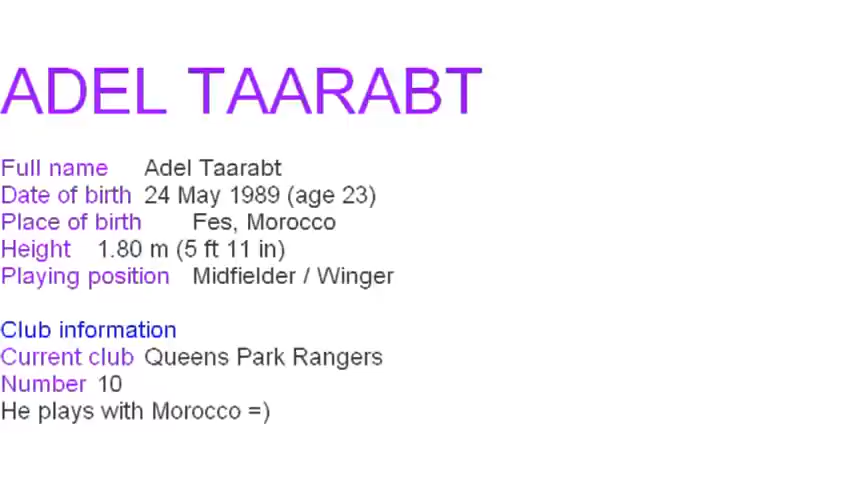 ADEL TAARABT
Full name Adel Taarabt
Date of birth 24 May 1989 (age 23)
Place of birth Fes, Morocco
Height 1.80 m (5 ft 11 in)
Playing position Midfielder / Winger
Club information
Current club Queens Park Rangers
Number 10
He plays with Morocco =)